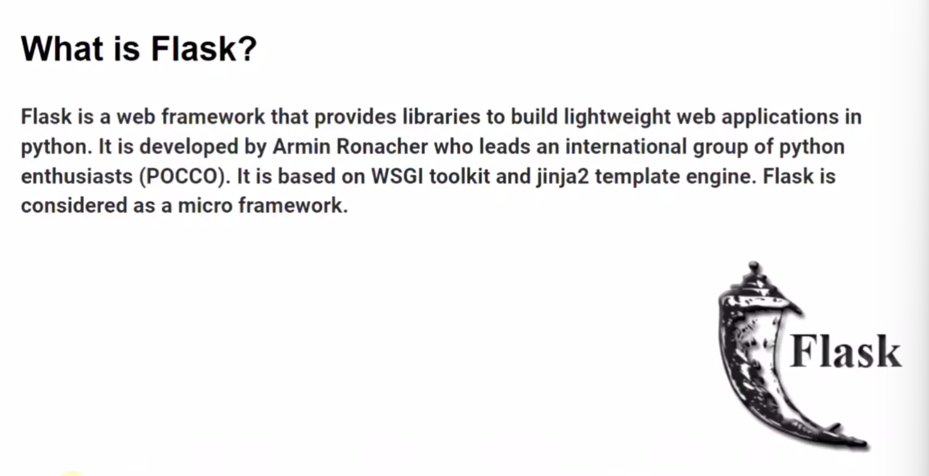 What is Flask?
Flask is a web framework that provides libraries to build lightweight web applications in
python. It is developed by Armin Ronacher who leads an international group of python
enthusiasts (POCCO). It is based on WSGI toolkit and jinja2 template engine. Flask is
considered as a micro framework.
Flask